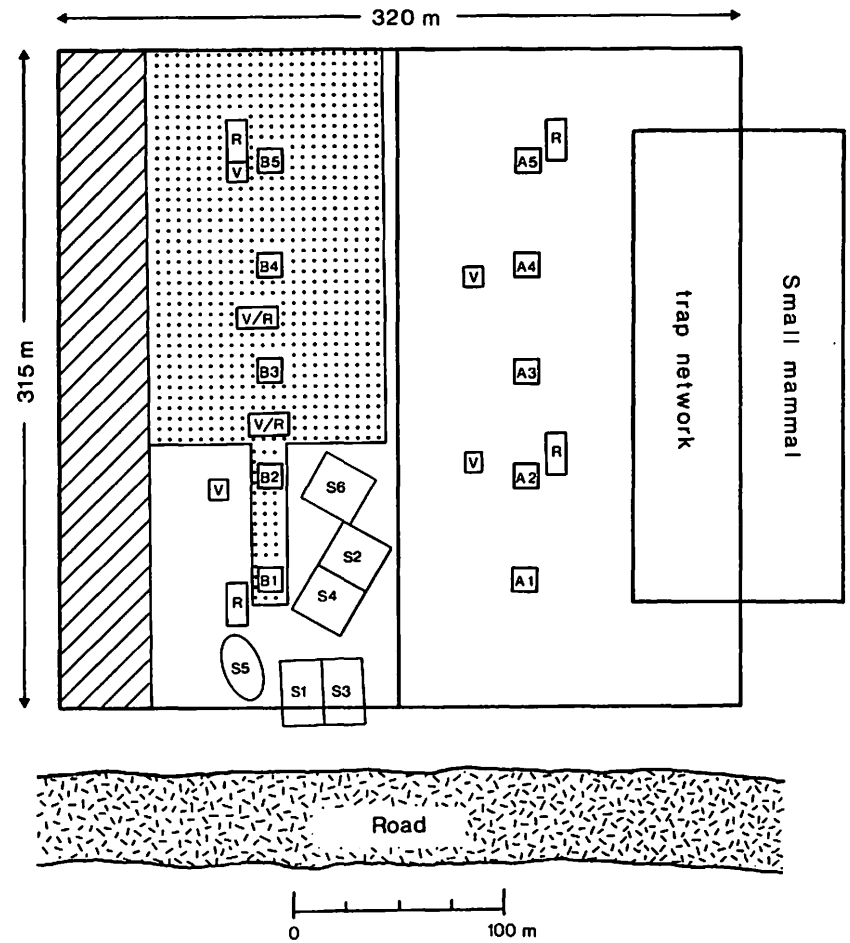 320 m
315 m
R
V
B5
R
A5
B4
V
A4
V/R
B3
A3
V/R
B2
V
S6
V
R
A2
S2
B1
S4
R
A1
S5
S1
S3
trap network
Small mammal
Road
0
100 m